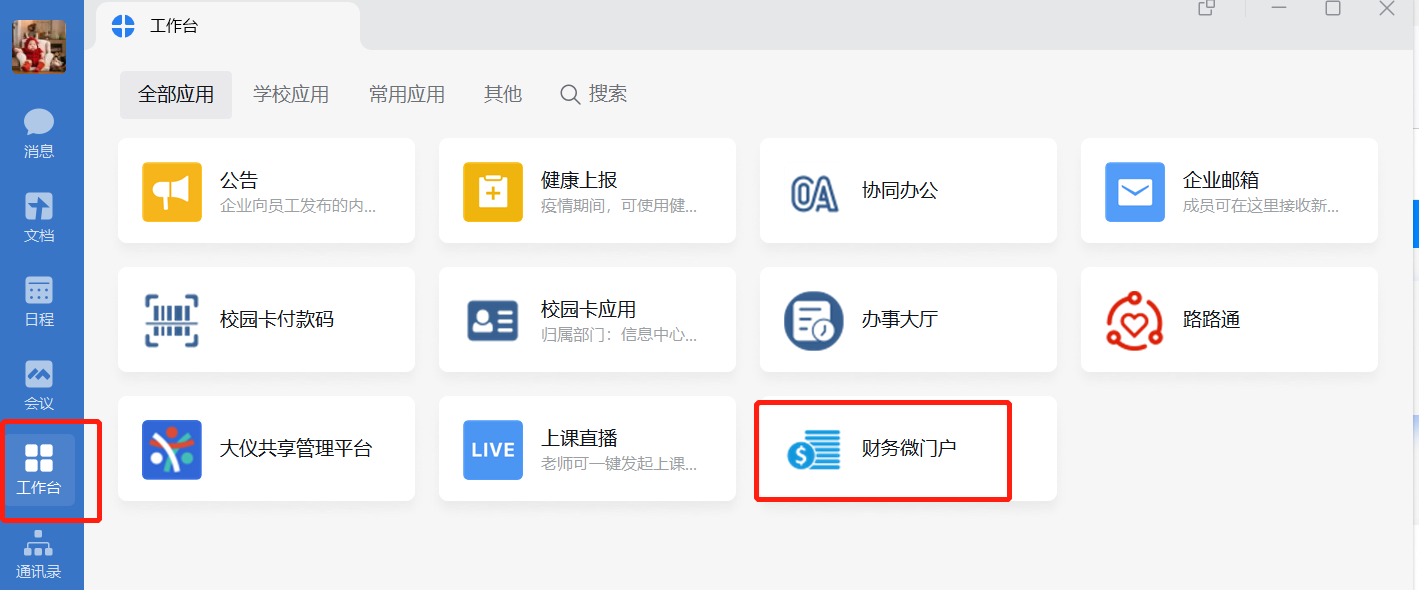 工作台
全部应用
学校应用
常用应用
其他
搜索
消息
文档
日程
会议
工作台
通讯录
公告
企业向员工发布的内...
健康上报
疫情期间，可使用健...
OA
协同办公
企业邮箱
成员可在这里接收新...
校园卡付款码
校园卡应用
归属部门：信息中心...
办事大厅
路路通
大仪共享管理平台
LIVE
上课直播
老师可一键发起上课...
$
财务微门户